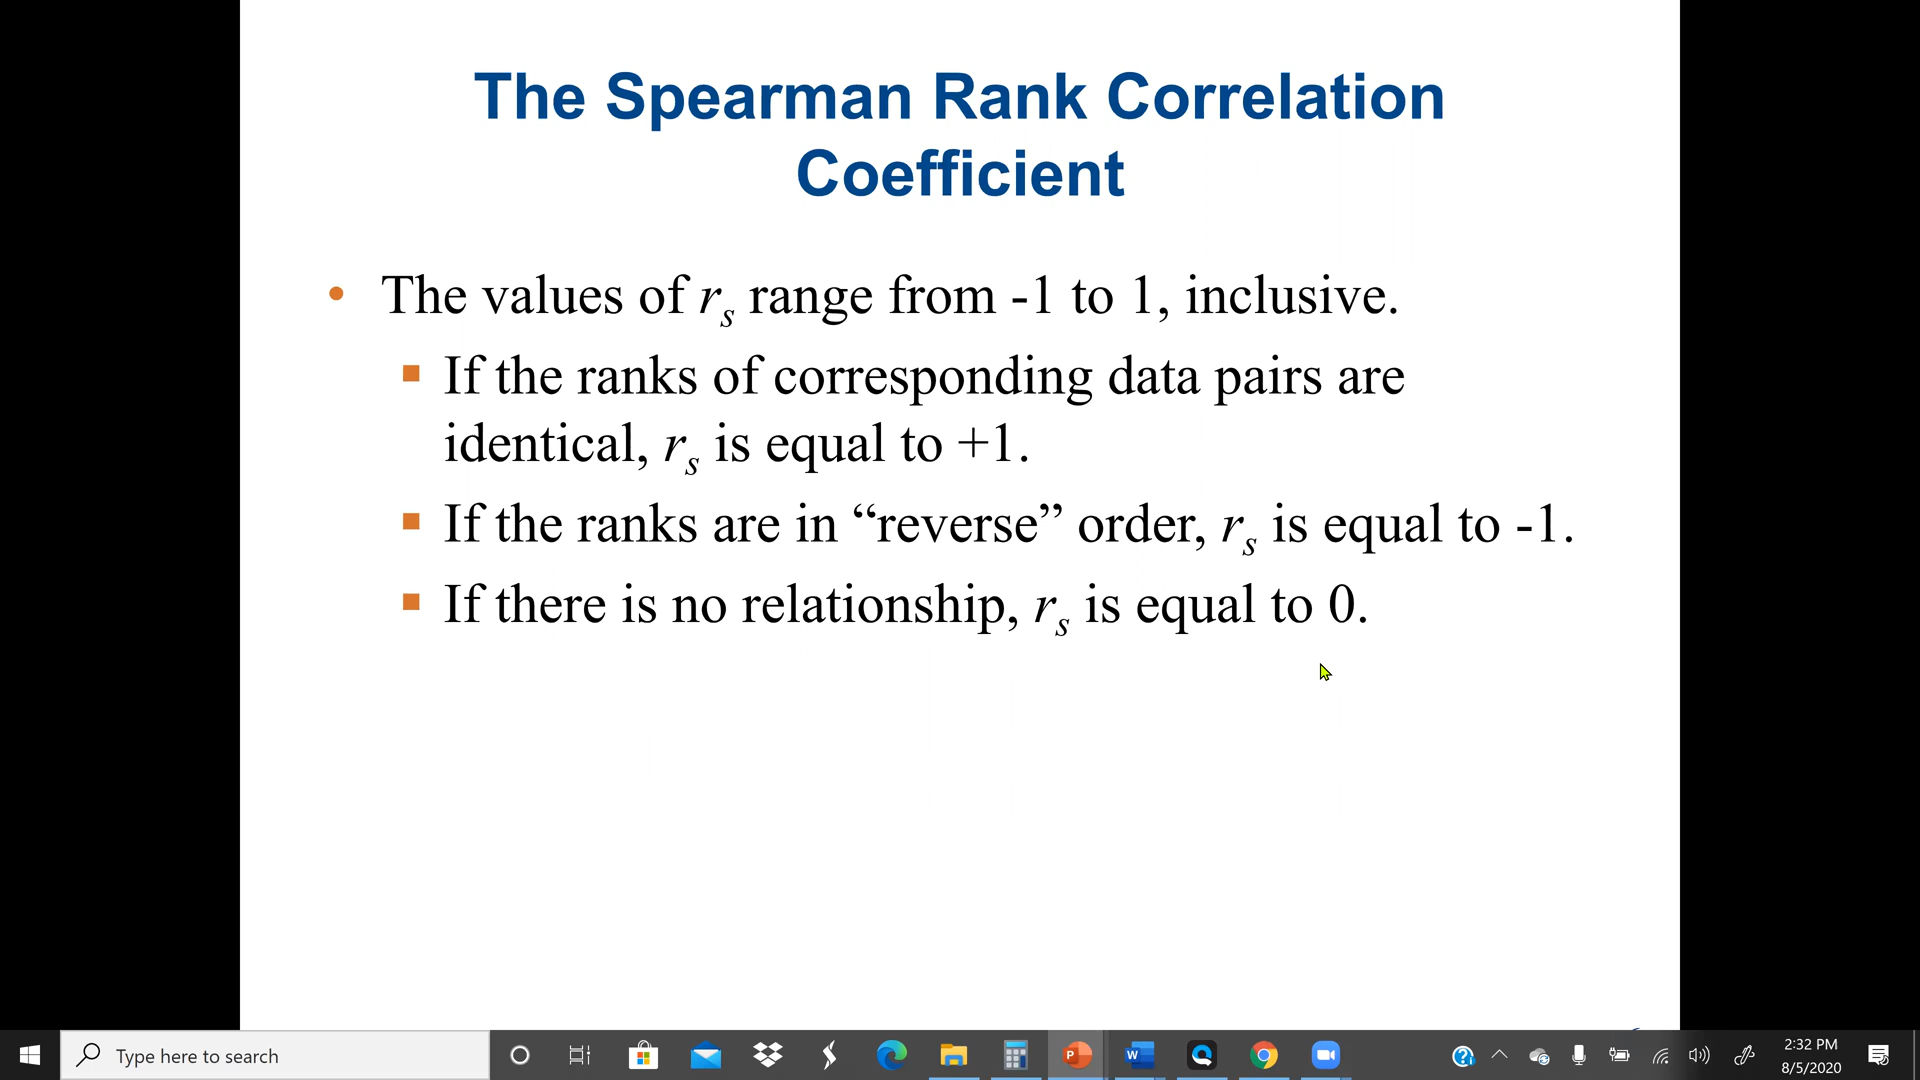 The Spearman Rank Correlation
Coefficient
• The values of rs range from -1 to 1, inclusive.
▪ If the ranks of corresponding data pairs are
identical, rs is equal to +1.
▪ If the ranks are in “reverse” order, rs is equal to -1.
▪ If there is no relationship, rs is equal to 0.
Type here to search
2:32 PM
8/5/2020